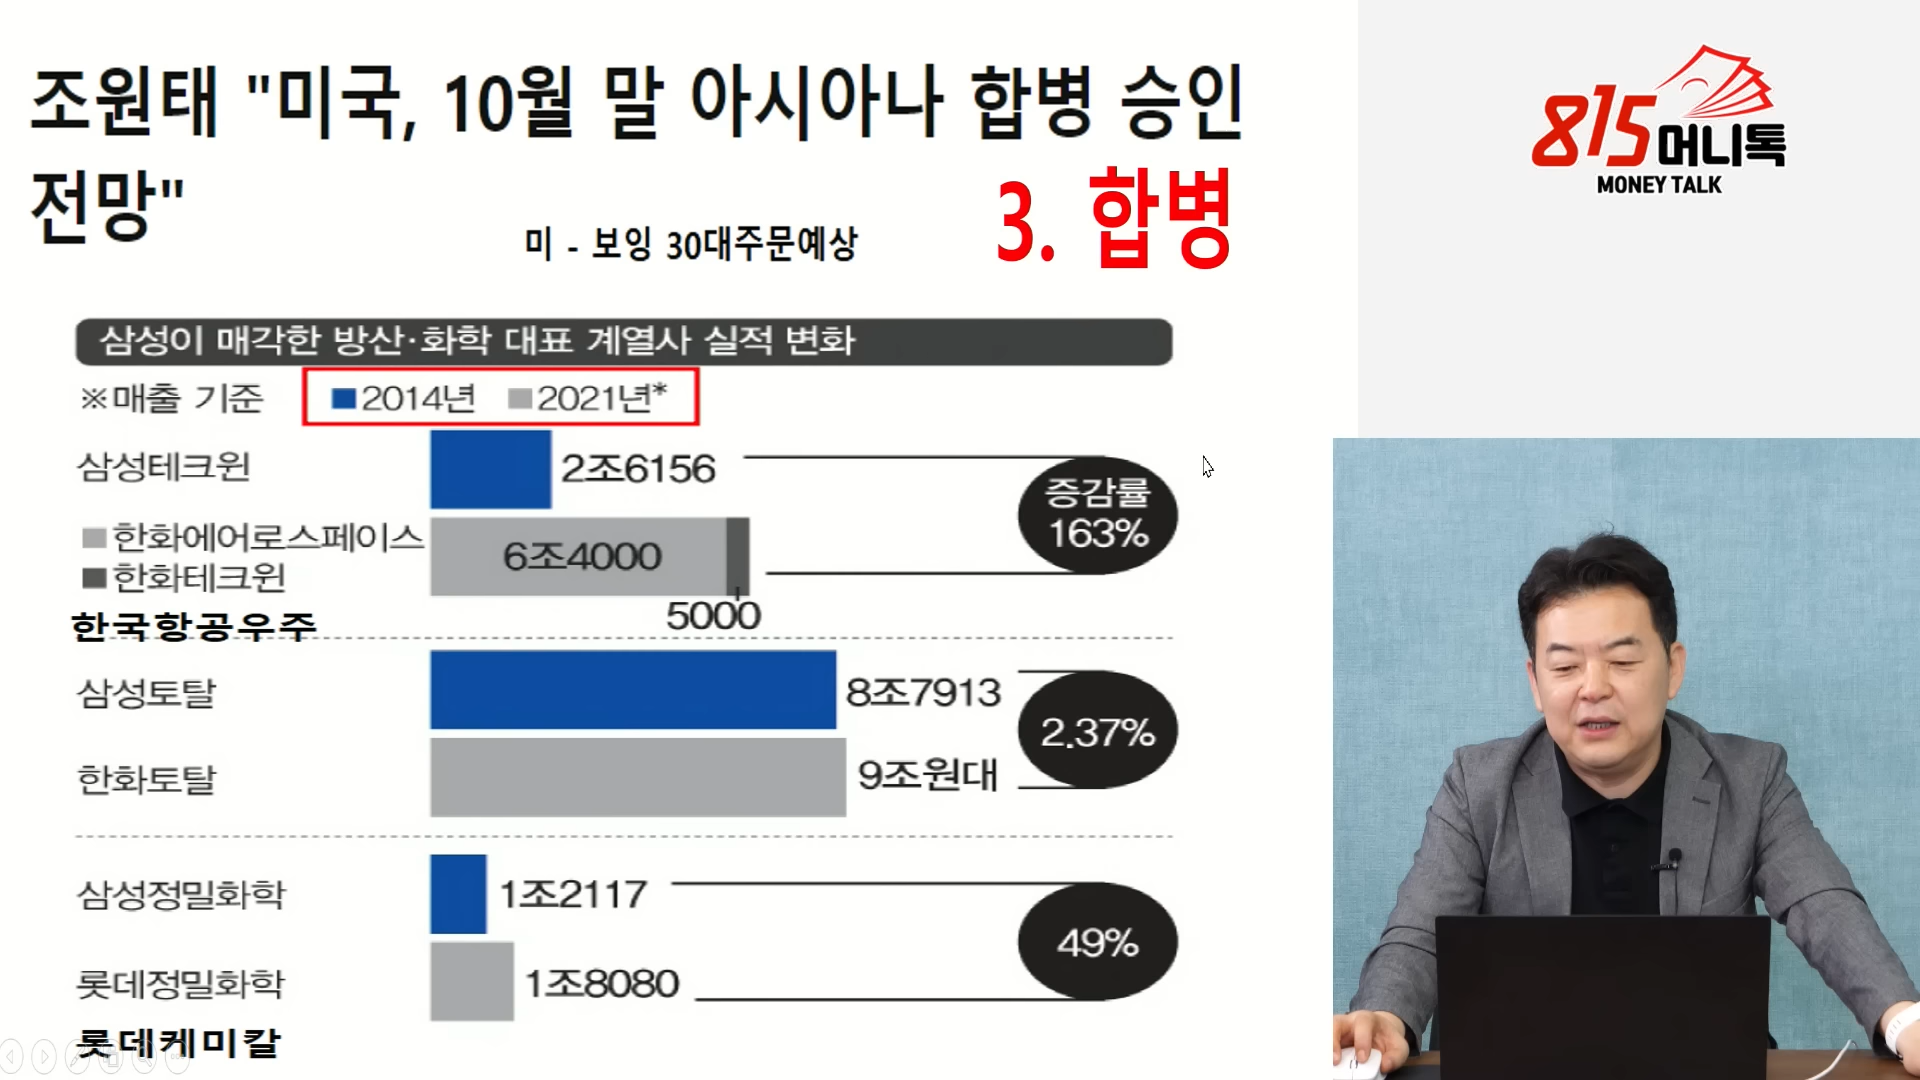 조원태 "미국, 10월 말 아시아나 합병 승인
전망"
미 - 보잉 30대주문예상
3. 합병
815머니톡
MONEY TALK
삼성이 매각한 방산·화학 대표 계열사 실적 변화
※매출 기준
2014년 2021년*
삼성테크윈
2조6156
증감률
163%
한화에어로스페이스
6조4000
한화테크윈
5000
한국항공우주
삼성토탈
8조7913
2.37%
한화토탈
9조원대
삼성정밀화학
1조2117
49%
롯데정밀화학
1조8080
롯데케미칼